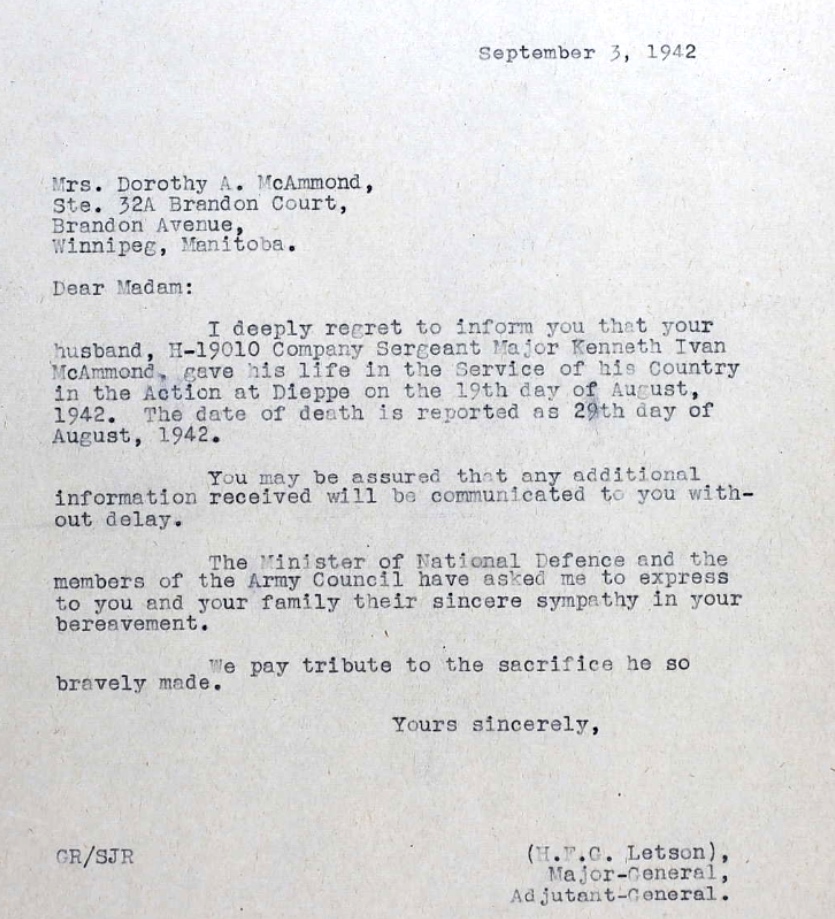 September 3, 1942
Mrs. Dorothy A. McAmmond,
Ste. 32A Brandon Court,
Brandon Avenue,
Winnipeg, Manitoba.
Dear Madam:
I deeply regret to inform you that your
husband, H-19010 Company Sergeant Major Kenneth Ivan
McAmmond, gave his life in the Service of his Country
in the Action at Dieppe on the 19th day of August,
1942. The date of death is reported as 29th day of
August, 1942.
You may be assured that any additional
information received will be communicated to you with-
out delay.
The Minister of National Defence and the
members of the Army Council have asked me to express
to you and your family their sincere sympathy in your
bereavement.
We pay tribute to the sacrifice he so
bravely made.
Yours sincerely,
GR/SJR
(H.F.G. Letson),
Major-General,
Adjutant-General.